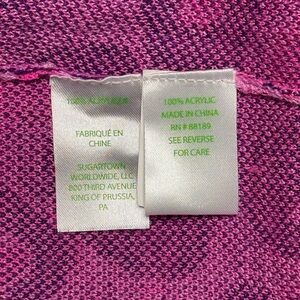 100% ACRYLIQUE
FABRIQUÉ EN
CHINE
SUGARTOWN
WORLDWIDE, LLC
800 THIRD AVENUE
KING OF PRUSSIA,
PA
100% ACRYLIC
MADE IN CHINA
RN # 88189
SEE REVERSE
FOR CARE